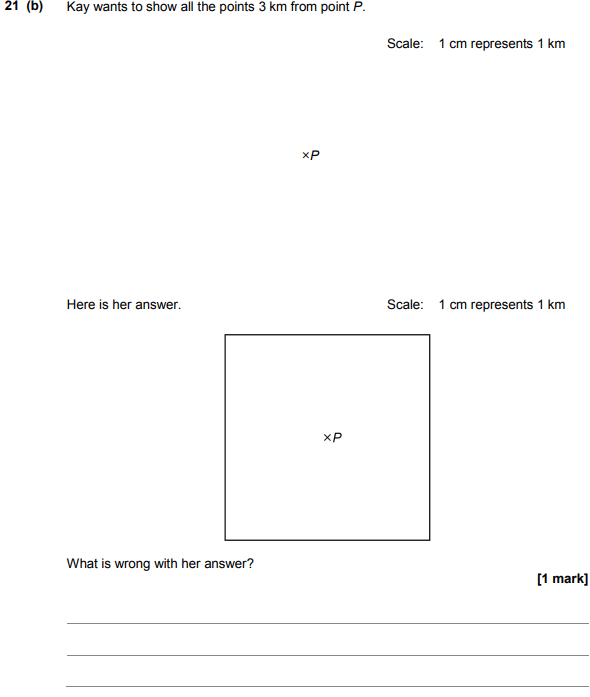 21 (b) Kay wants to show all the points 3 km from point P.
Scale: 1 cm represents 1 km
×P
Here is her answer.
Scale: 1 cm represents 1 km
×P
What is wrong with her answer?
[1 mark]